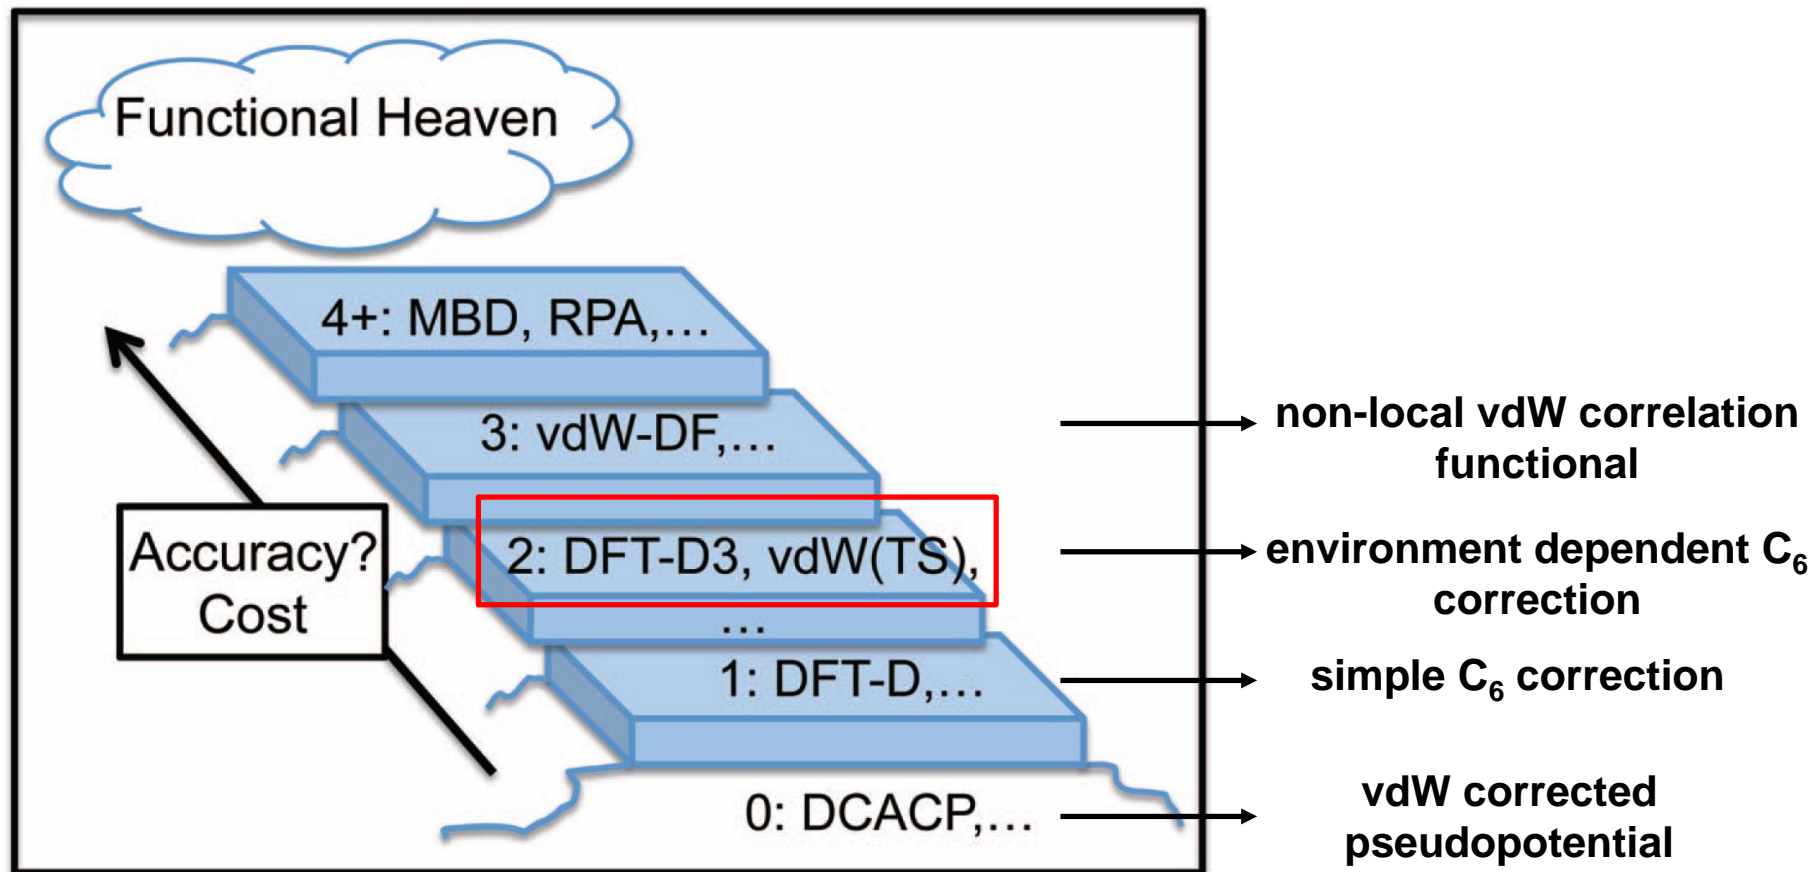 Functional Heaven
4+: MBD, RPA,...
3: vdW-DF,...
non-local vdW correlation
functional
Accuracy?
Cost
2: DFT-D3, vdW(TS),
...
environment dependent C₆
correction
1: DFT-D,...
simple C₆ correction
0: DCACP,...
vdW corrected
pseudopotential